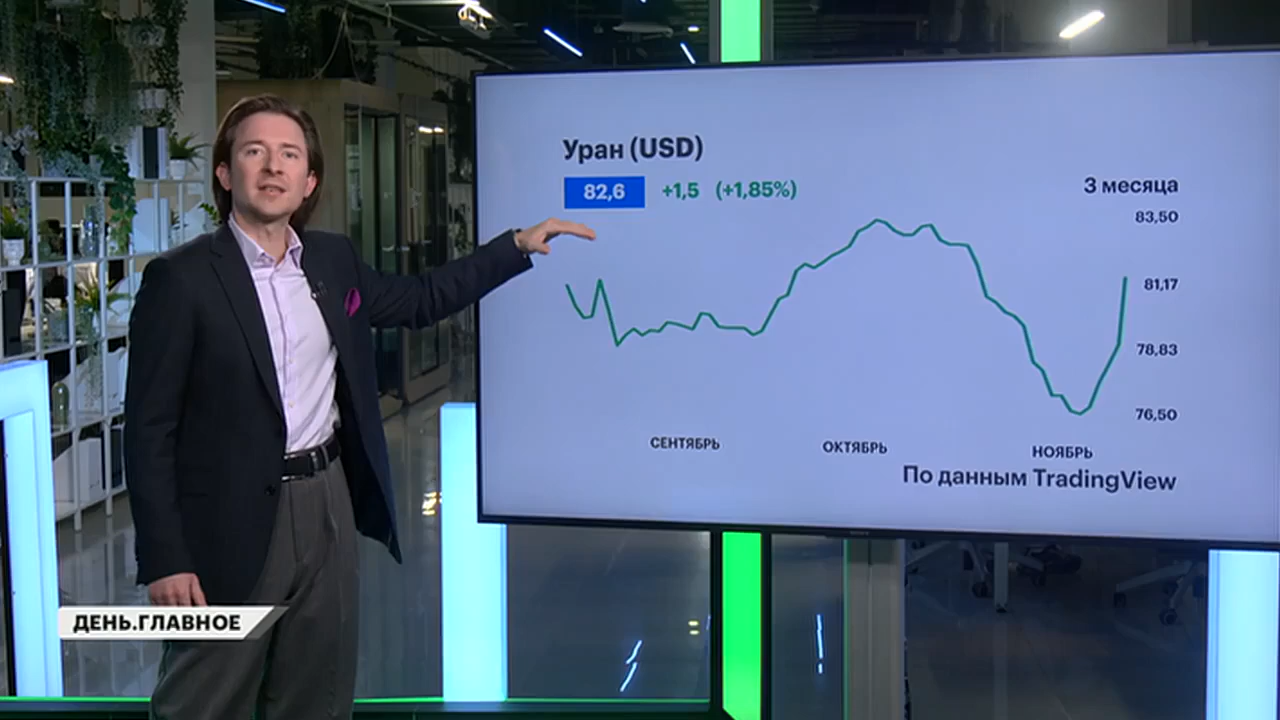 Уран (USD)
82,6 +1,5 (+1,85%)
3 месяца
83,50
81,17
78,83
76,50
СЕНТЯБРЬ ОКТЯБРЬ НОЯБРЬ
По данным TradingView
ДЕНЬ.ГЛАВНОЕ